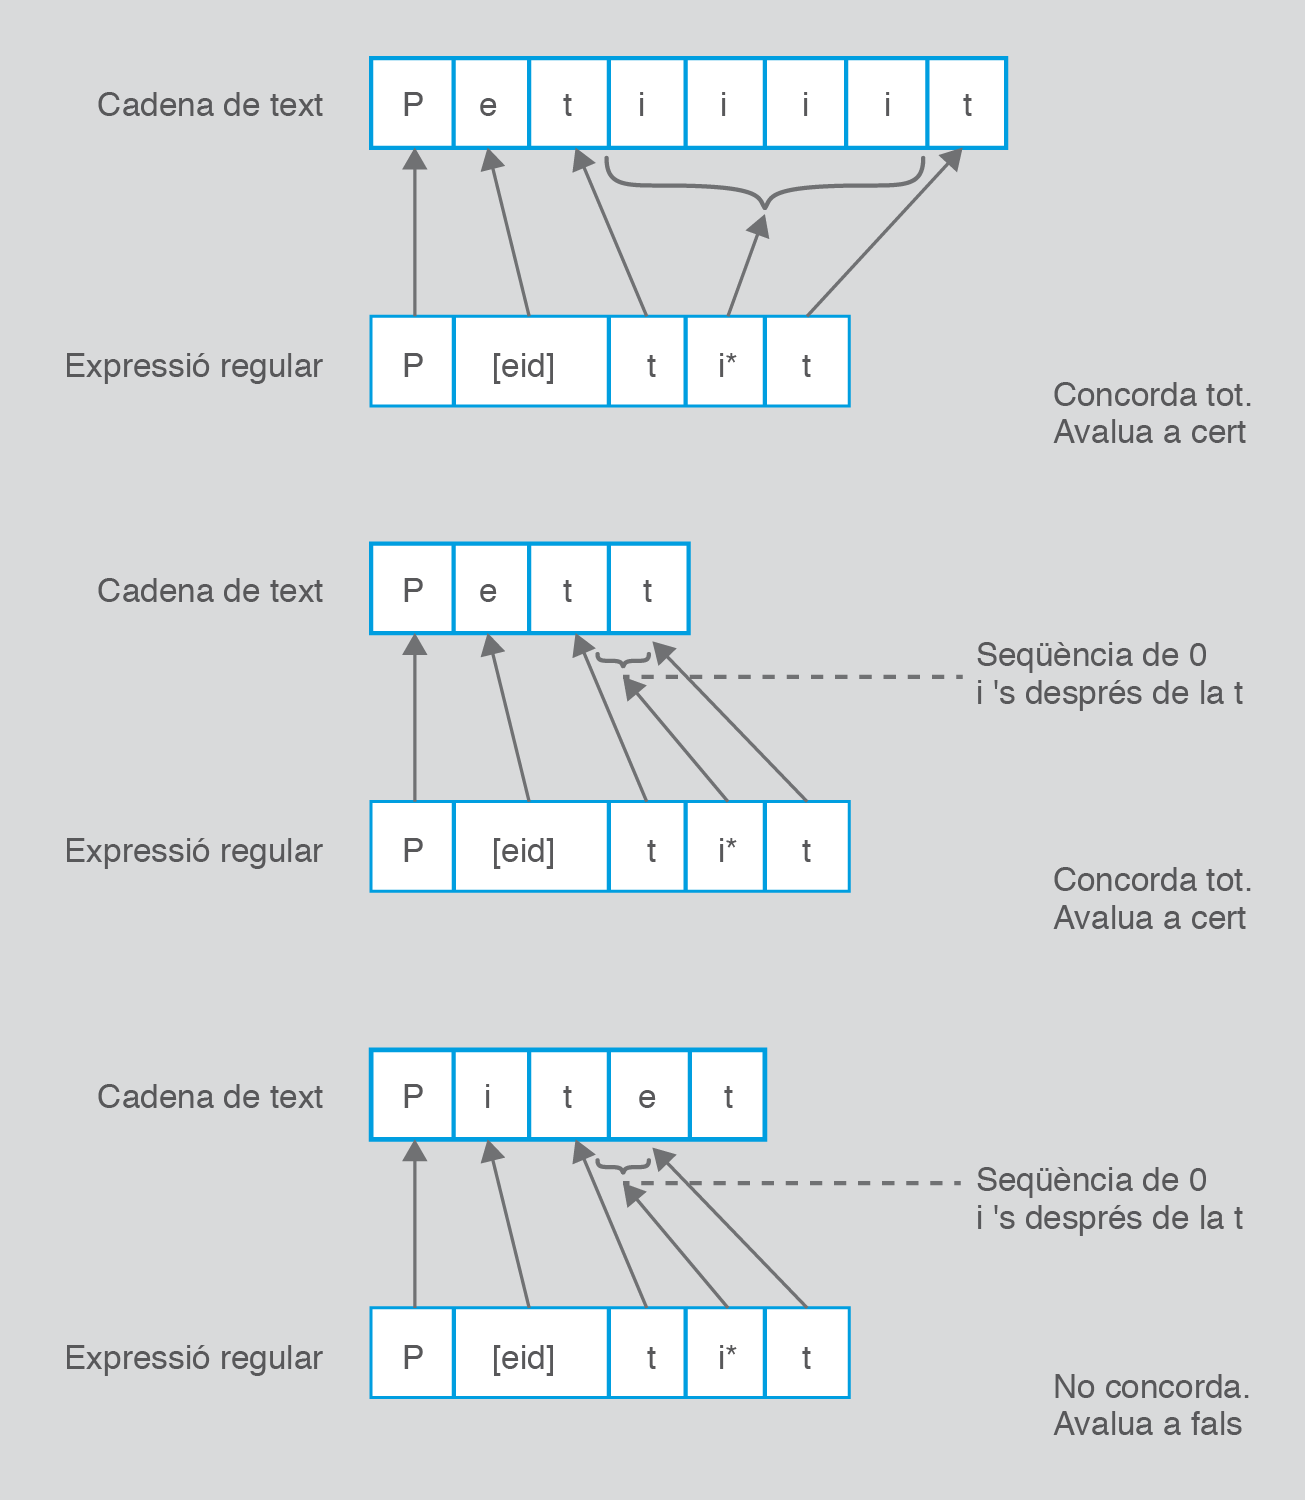 Cadena de text P e t i i i i t
Expressió regular P [eid] t i* t
Concorda tot.
Avalua a cert
Cadena de text P e t t
Seqüència de 0
i 's després de la t
Expressió regular P [eid] t i* t
Concorda tot.
Avalua a cert
Cadena de text P i t e t
Seqüència de 0
i 's després de la t
Expressió regular P [eid] t i* t
No concorda.
Avalua a fals